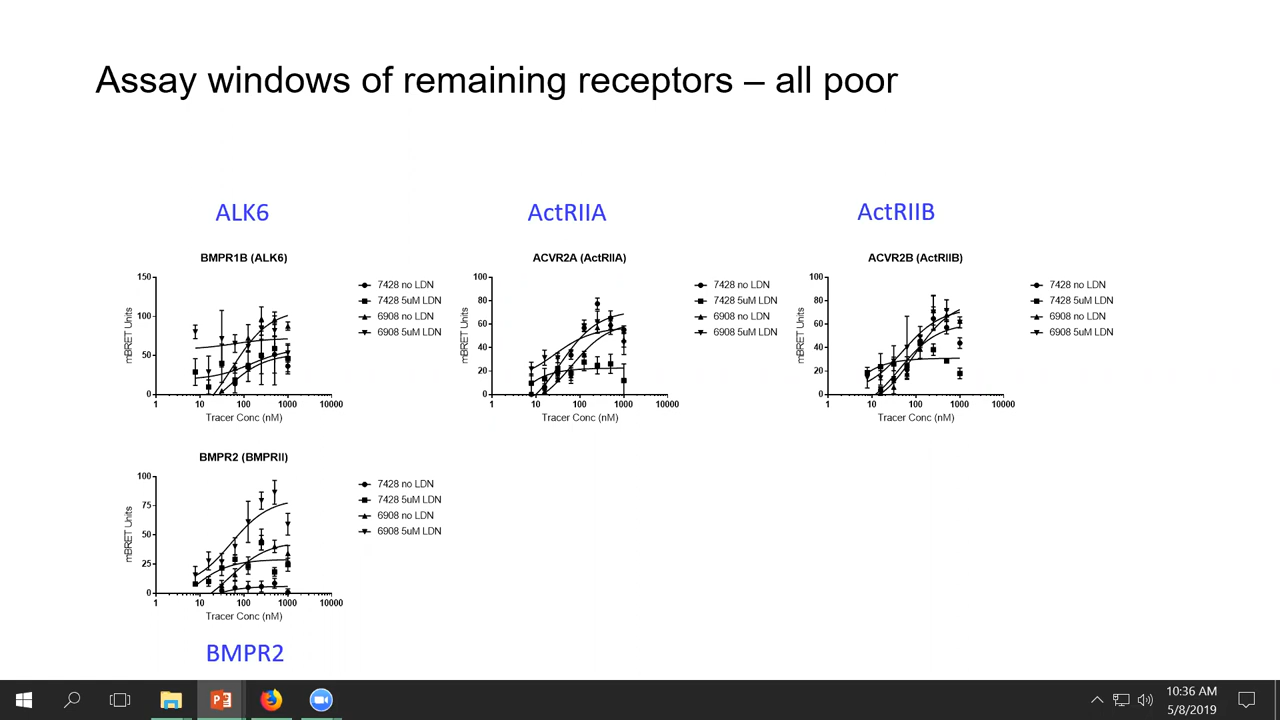 Assay windows of remaining receptors – all poor
ALK6
ActRIIA
ActRIIB
BMPR1B (ALK6)
150
100
50
0
mBRET Units
1
10
100
1000
10000
Tracer Conc (nM)
7428 no LDN
7428 5uM LDN
6908 no LDN
6908 5uM LDN
ACVR2A (ActRIIA)
100
80
60
40
20
0
mBRET Units
1
10
100
1000
10000
Tracer Conc (nM)
7428 no LDN
7428 5uM LDN
6908 no LDN
6908 5uM LDN
ACVR2B (ActRIIB)
100
80
60
40
20
0
mBRET Units
1
10
100
1000
10000
Tracer Conc (nM)
7428 no LDN
7428 5uM LDN
6908 no LDN
6908 5uM LDN
BMPR2 (BMPRII)
100
75
50
25
0
mBRET Units
1
10
100
1000
10000
Tracer Conc (nM)
7428 no LDN
7428 5uM LDN
6908 no LDN
6908 5uM LDN
BMPR2
10:36 AM
5/8/2019